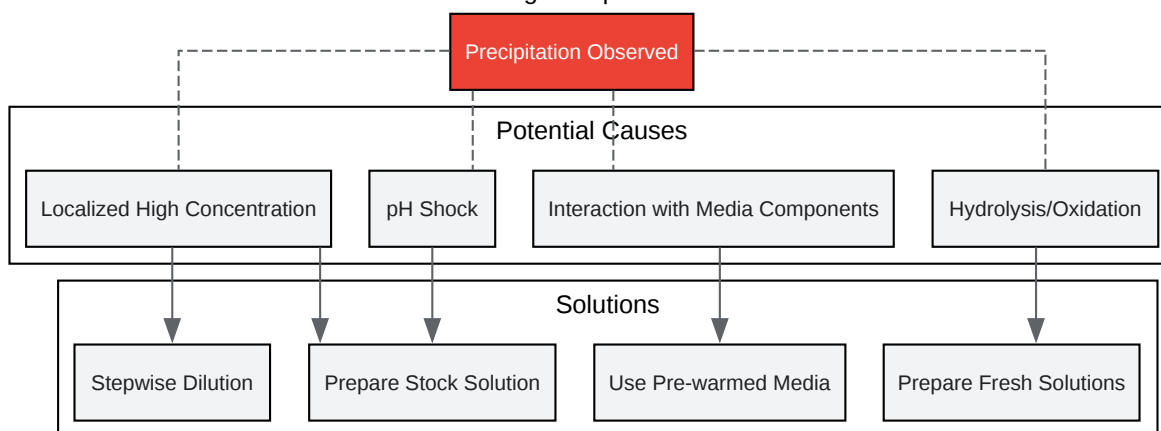 Precipitation Observed
Potential Causes
Localized High Concentration
pH Shock
Interaction with Media Components
Hydrolysis/Oxidation
Solutions
Stepwise Dilution
Prepare Stock Solution
Use Pre-warmed Media
Prepare Fresh Solutions